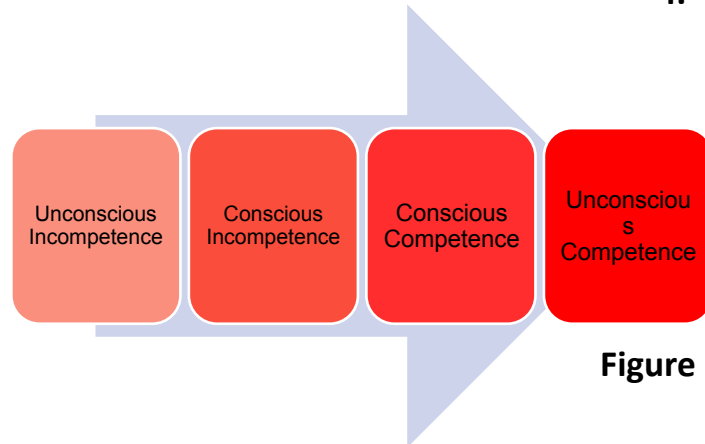 Unconscious
Incompetence
Conscious
Incompetence
Conscious
Competence
Unconsciou
s
Competence
Figure